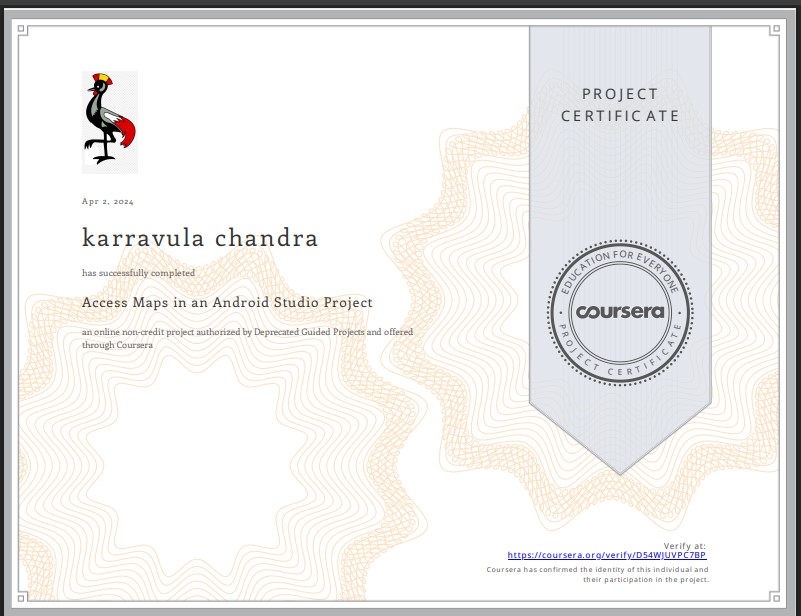 PROJECT
CERTIFICATE
Apr 2, 2024
karravula chandra
has successfully completed
Access Maps in an Android Studio Project
an online non-credit project authorized by Deprecated Guided Projects and offered
through Coursera
EDUCATION FOR EVERYONE
coursera
PROJECT CERTIFICATE
Verify at:
https://coursera.org/verify/D54WJUVPC7BP
Coursera has confirmed the identity of this individual and
their participation in the project.